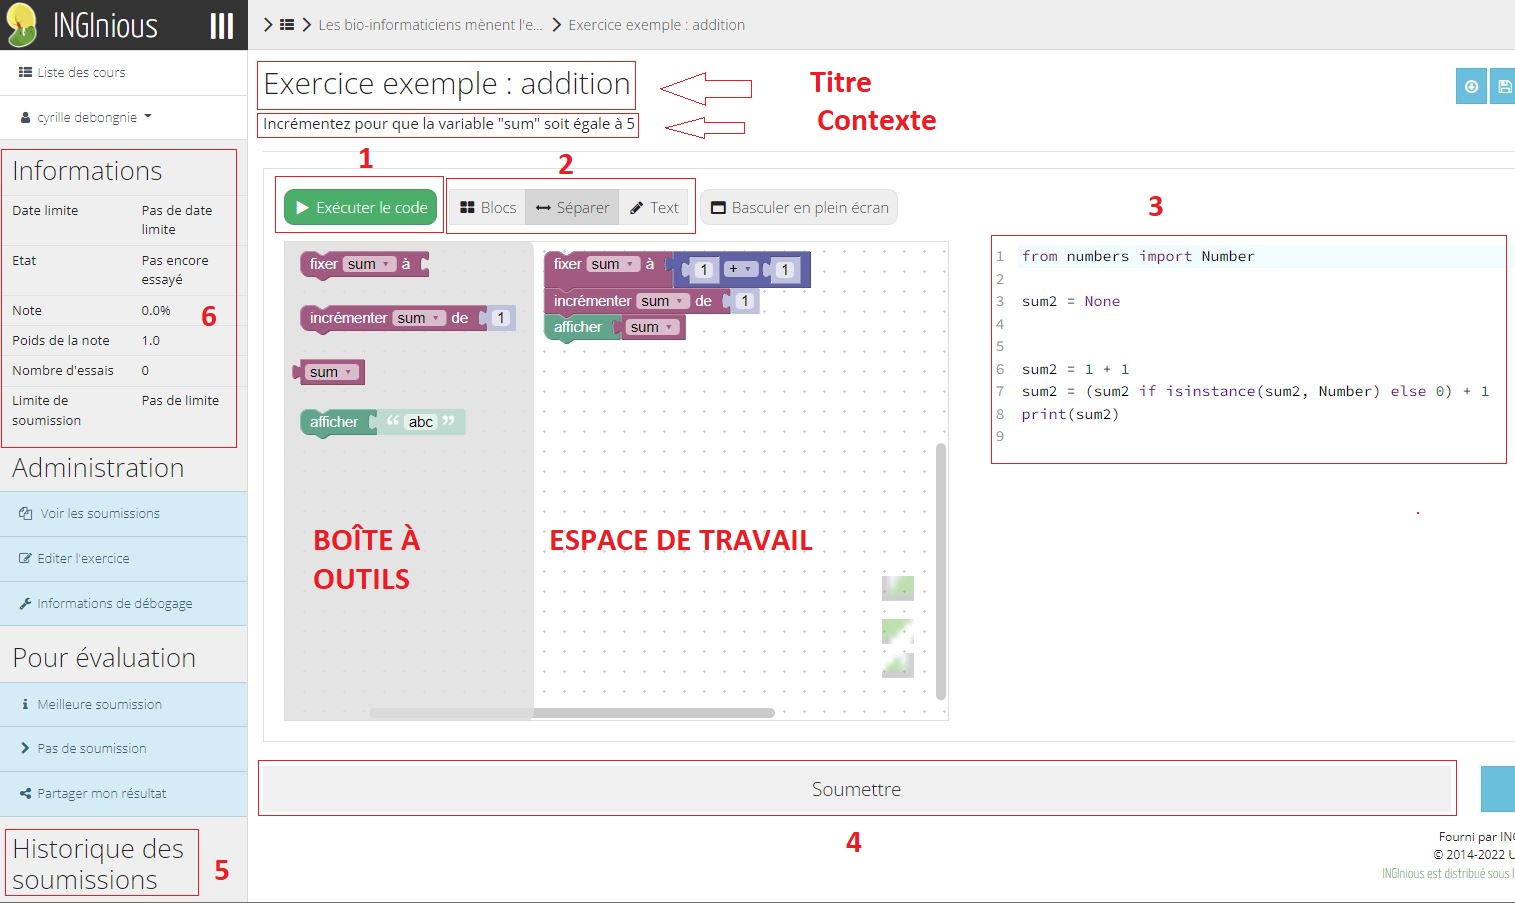 INGInious
Liste des cours
cyrille debongnie
Informations
Date limite Pas de date limite
Etat Pas encore essayé
Note 0.0%
Poids de la note 1.0
Nombre d'essais 0
Limite de soumission Pas de limite
6
Administration
Voir les soumissions
Editer l'exercice
Informations de débogage
Pour évaluation
Meilleure soumission
Pas de soumission
Partager mon résultat
Historique des
soumissions
5
Les bio-informaticiens mènent l'e... Exercice exemple : addition
Exercice exemple : addition
Titre
Incrémentez pour que la variable "sum" soit égale à 5
Contexte
1
2
Exécuter le code
Blocs
Séparer
Text
Basculer en plein écran
fixer sum à
incrémenter sum de 1
sum
afficher “ abc ”
BOÎTE À
OUTILS
fixer sum à 1 + 1
incrémenter sum de 1
afficher sum
ESPACE DE TRAVAIL
3
1 from numbers import Number
2
3 sum2 = None
4
5
6 sum2 = 1 + 1
7 sum2 = (sum2 if isinstance(sum2, Number) else 0) + 1
8 print(sum2)
9
Soumettre
4
Fourni par
© 2014-2022
INGInious est distribué sous